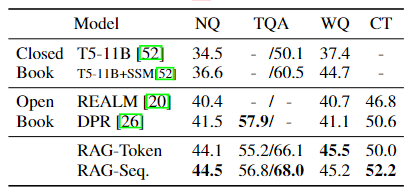 Model NQ TQA WQ CT
Closed T5-11B [52] 34.5 - /50.1 37.4 -
Book T5-11B+SSM[52] 36.6 - /60.5 44.7 -
Open REALM [20] 40.4 - / - 40.7 46.8
Book DPR [26] 41.5 57.9/ - 41.1 50.6
RAG-Token 44.1 55.2/66.1 45.5 50.0
RAG-Seq. 44.5 56.8/68.0 45.2 52.2